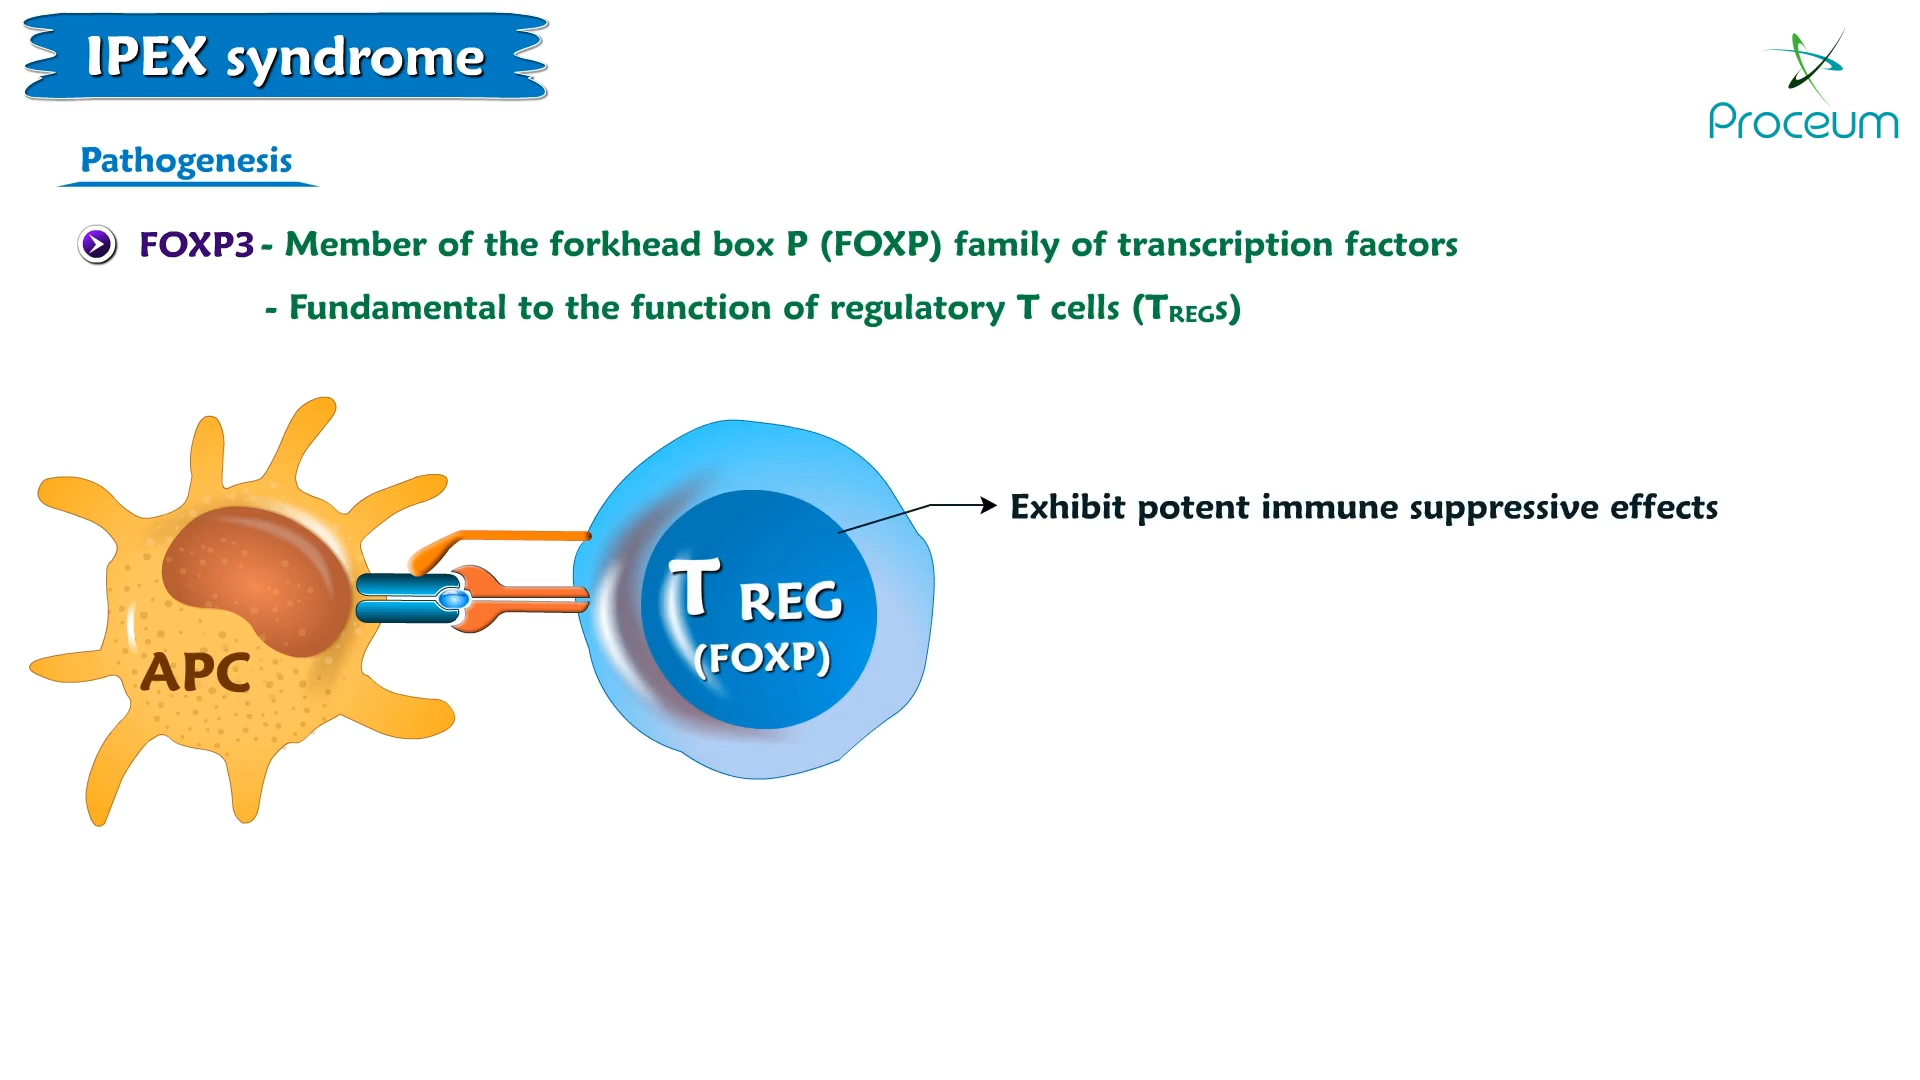 IPEX syndrome
Proceum
Pathogenesis
FOXP3 - Member of the forkhead box P (FOXP) family of transcription factors
- Fundamental to the function of regulatory T cells (TREGs)
Exhibit potent immune suppressive effects
T REG
(FOXP)
APC